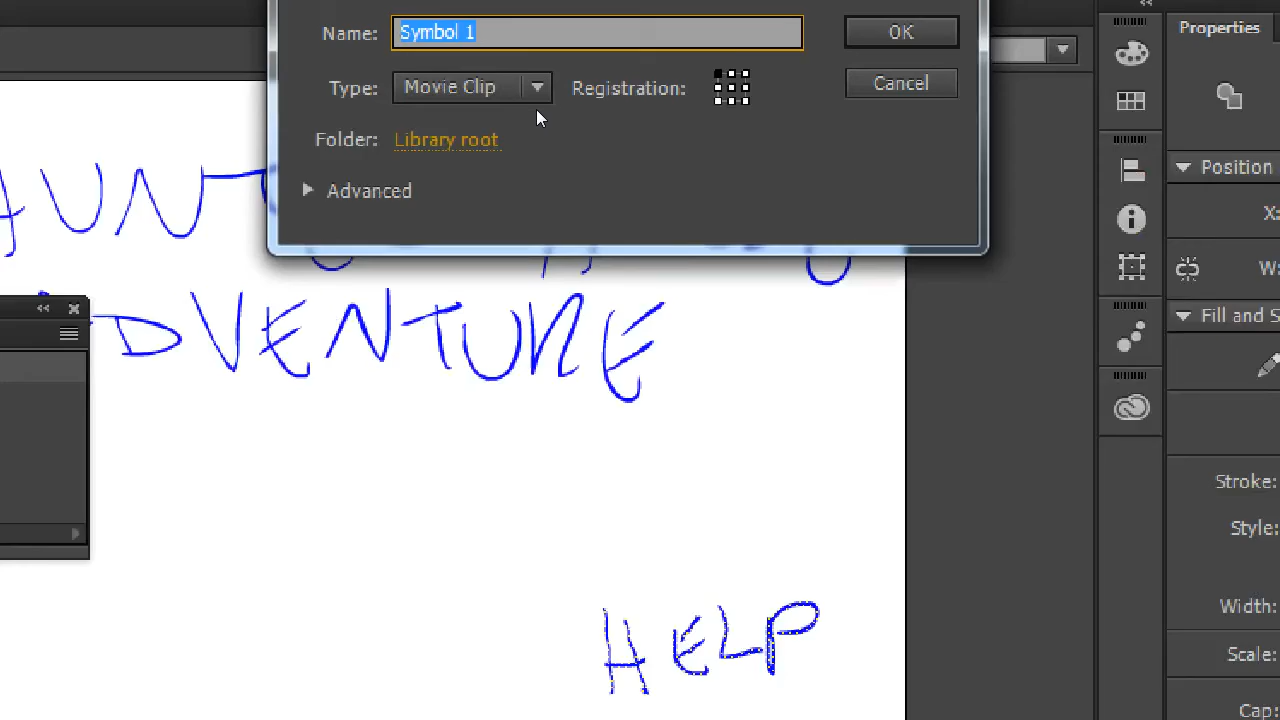 Properties
Name: Symbol 1 OK
Type: Movie Clip Registration: Cancel
Folder: Library root
Advanced
Position
X:
W:
Fill and S
ADVENTURE
Stroke:
Style:
Width:
HELP
Scale:
Cap: